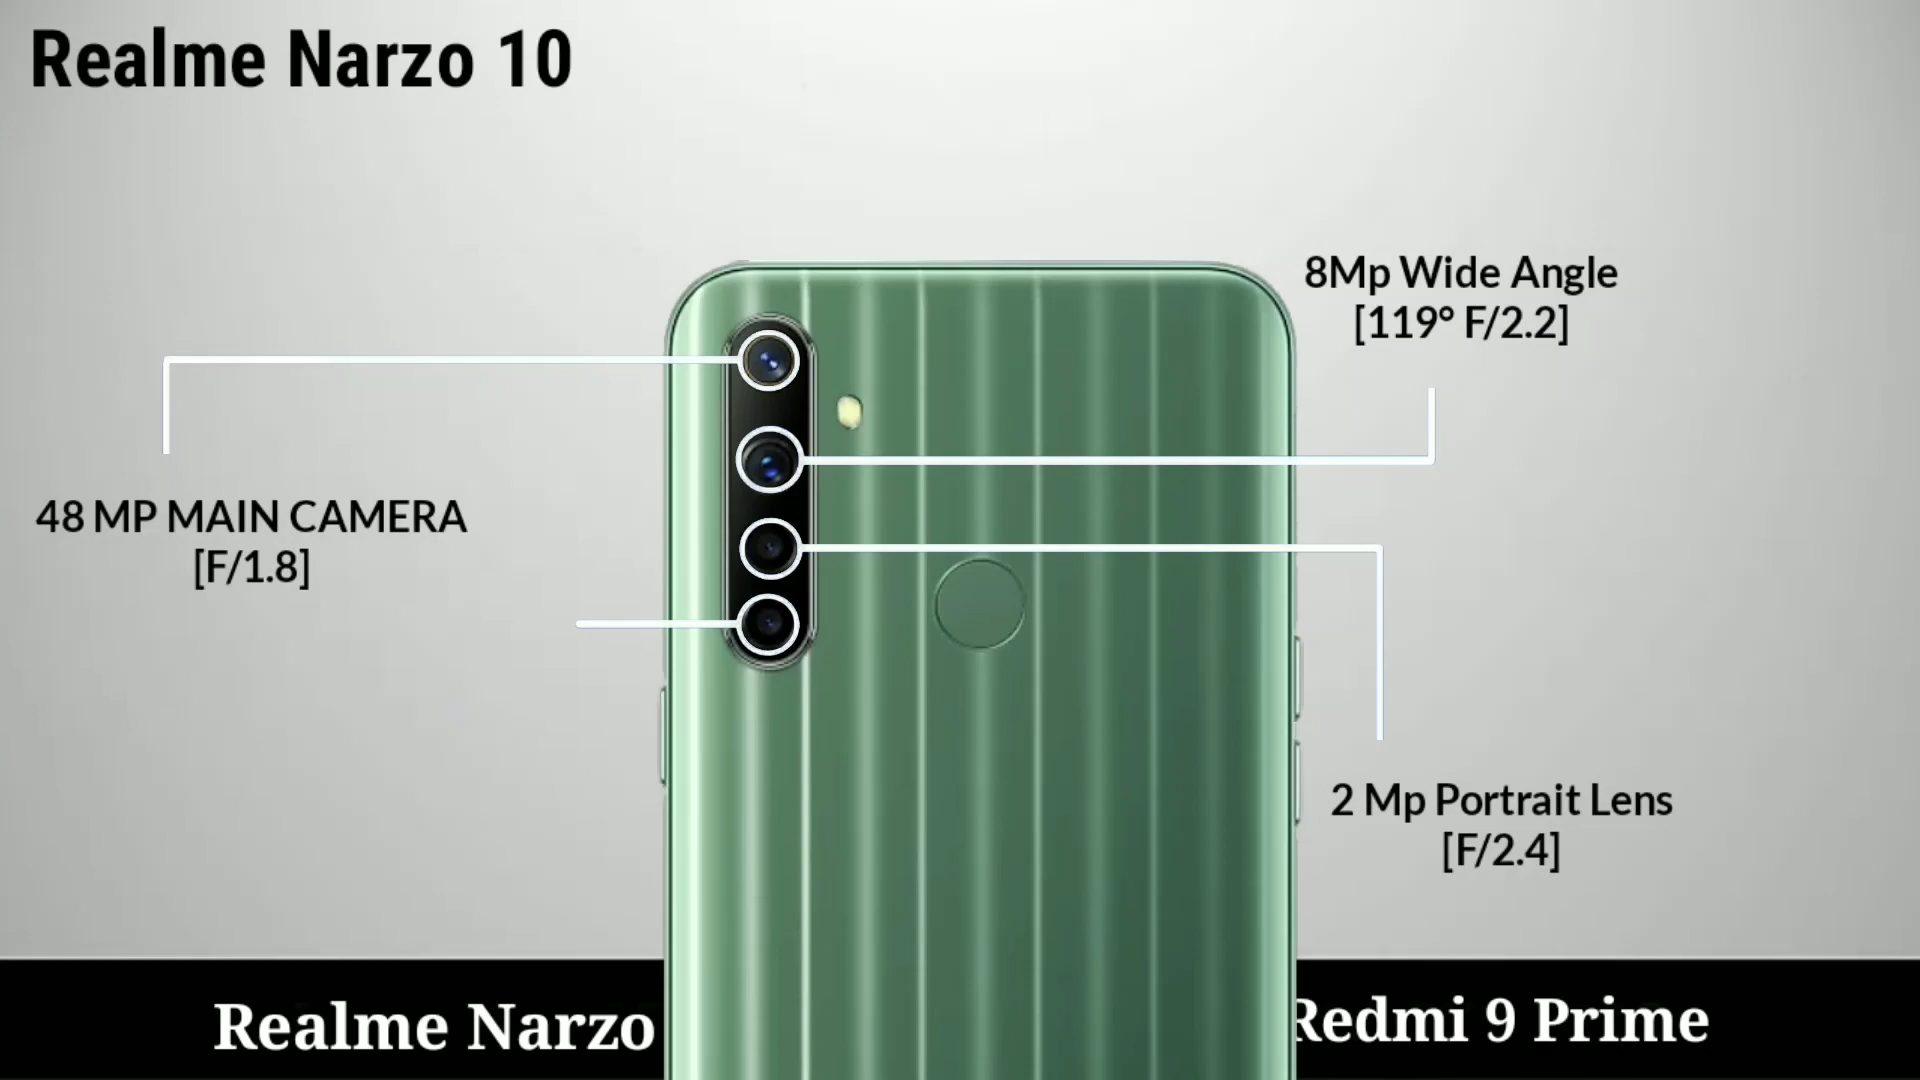 Realme Narzo 10
8Mp Wide Angle
[119° F/2.2]
48 MP MAIN CAMERA
[F/1.8]
2 Mp Portrait Lens
[F/2.4]
Realme Narzo
Redmi 9 Prime